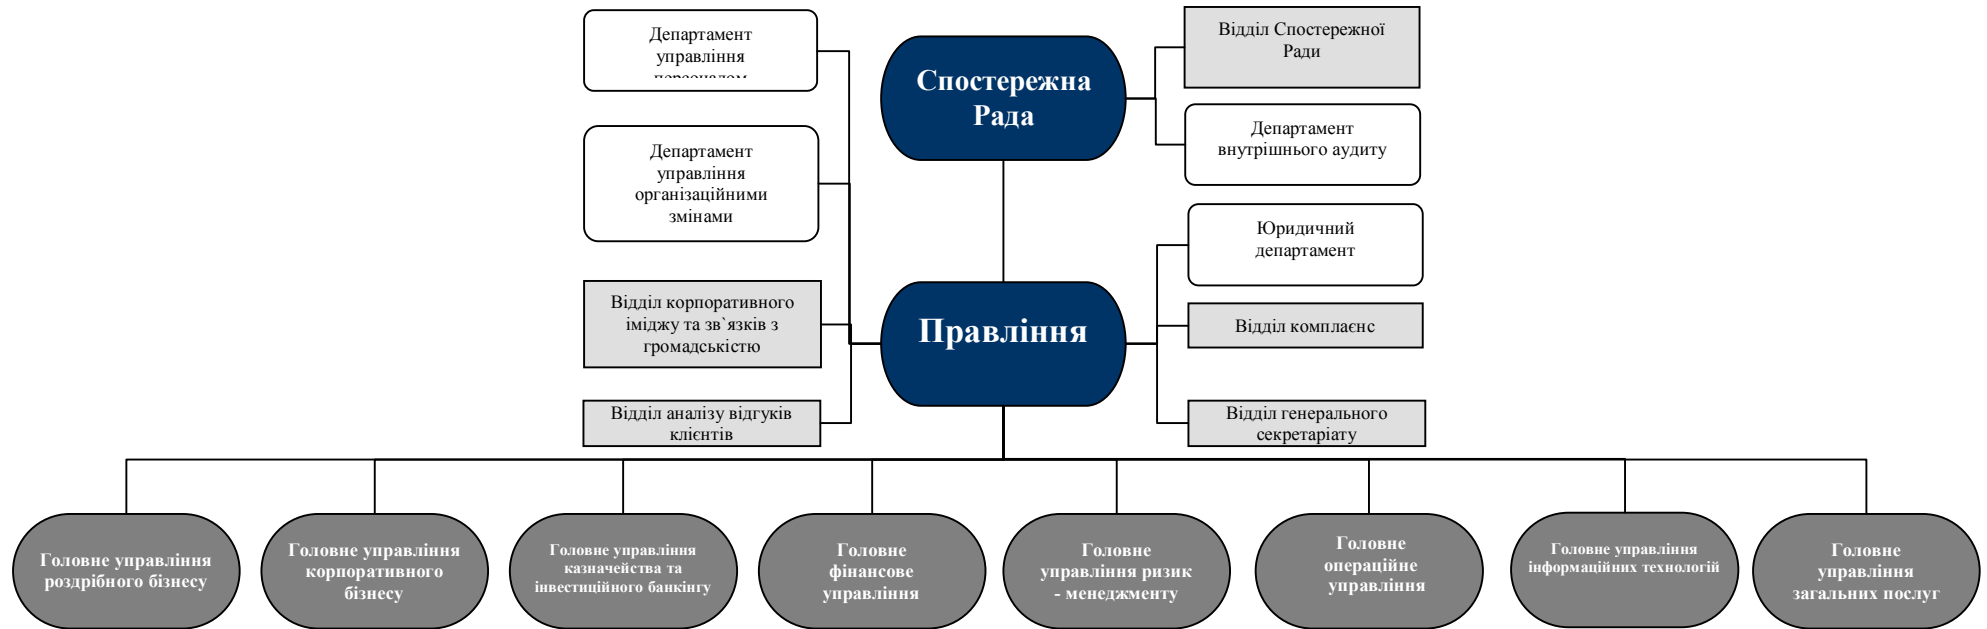 Департамент
управління
персоналом
Спостережна
Рада
Відділ Спостережної
Ради
Департамент
внутрішнього аудиту
Департамент
управління
організаційними
змінами
Юридичний
департамент
Відділ корпоративного
іміджу та зв`язків з
громадськістю
Правління
Відділ комплаєнс
Відділ аналізу відгуків
клієнтів
Відділ генерального
секретаріату
Головне управління
роздрібного бізнесу
Головне управління
корпоративного
бізнесу
Головне управління
казначейства та
інвестиційного банкінгу
Головне
фінансове
управління
Головне
управління ризик
- менеджменту
Головне
операційне
управління
Головне управління
інформаційних технологій
Головне
управління
загальних послуг